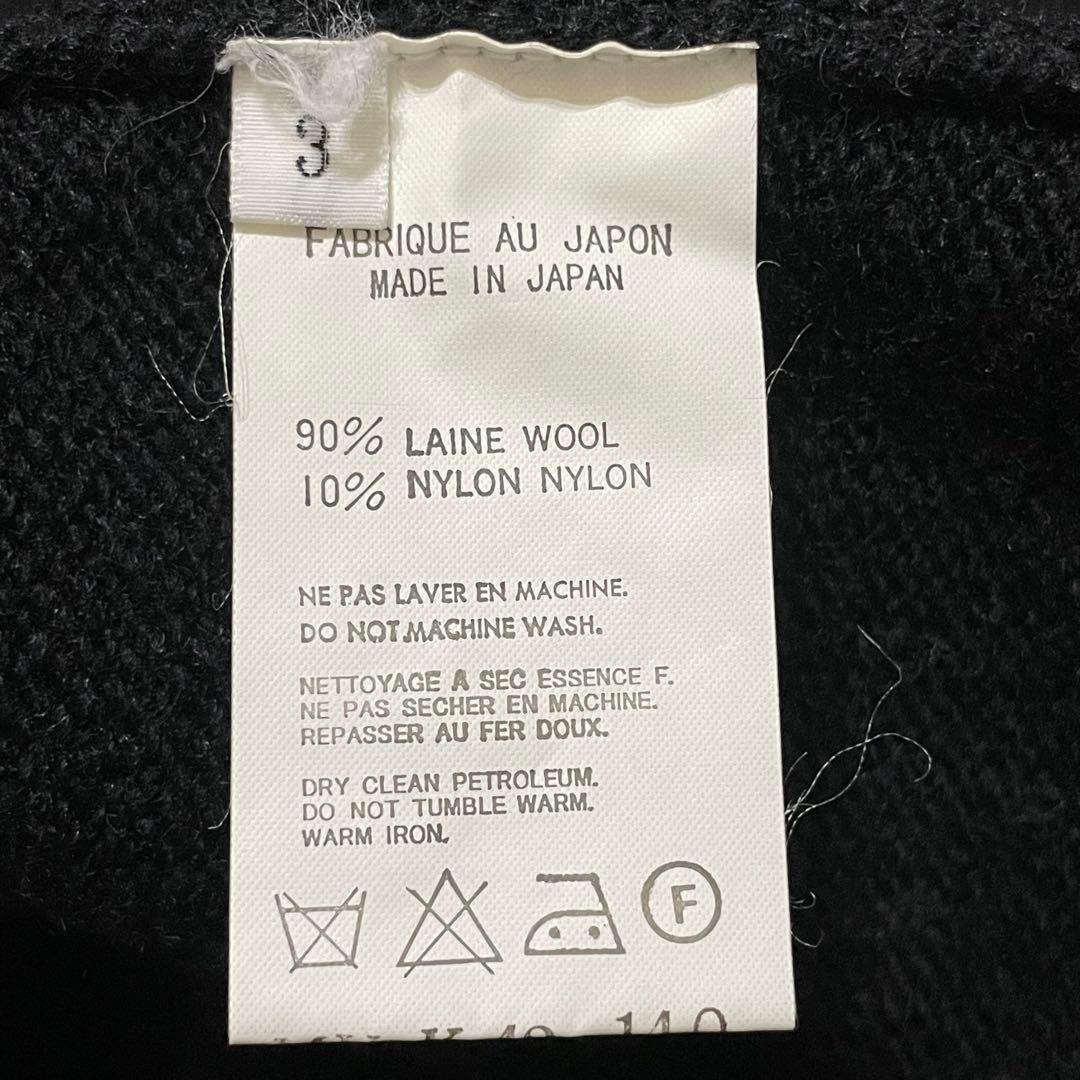 3
FABRIQUE AU JAPON
MADE IN JAPAN
90% LAINE WOOL
10% NYLON NYLON
NE PAS LAVER EN MACHINE.
DO NOT MACHINE WASH.
NETTOYAGE A SEC ESSENCE F.
NE PAS SECHER EN MACHINE.
REPASSER AU FER DOUX.
DRY CLEAN PETROLEUM.
DO NOT TUMBLE WARM.
WARM IRON.
F